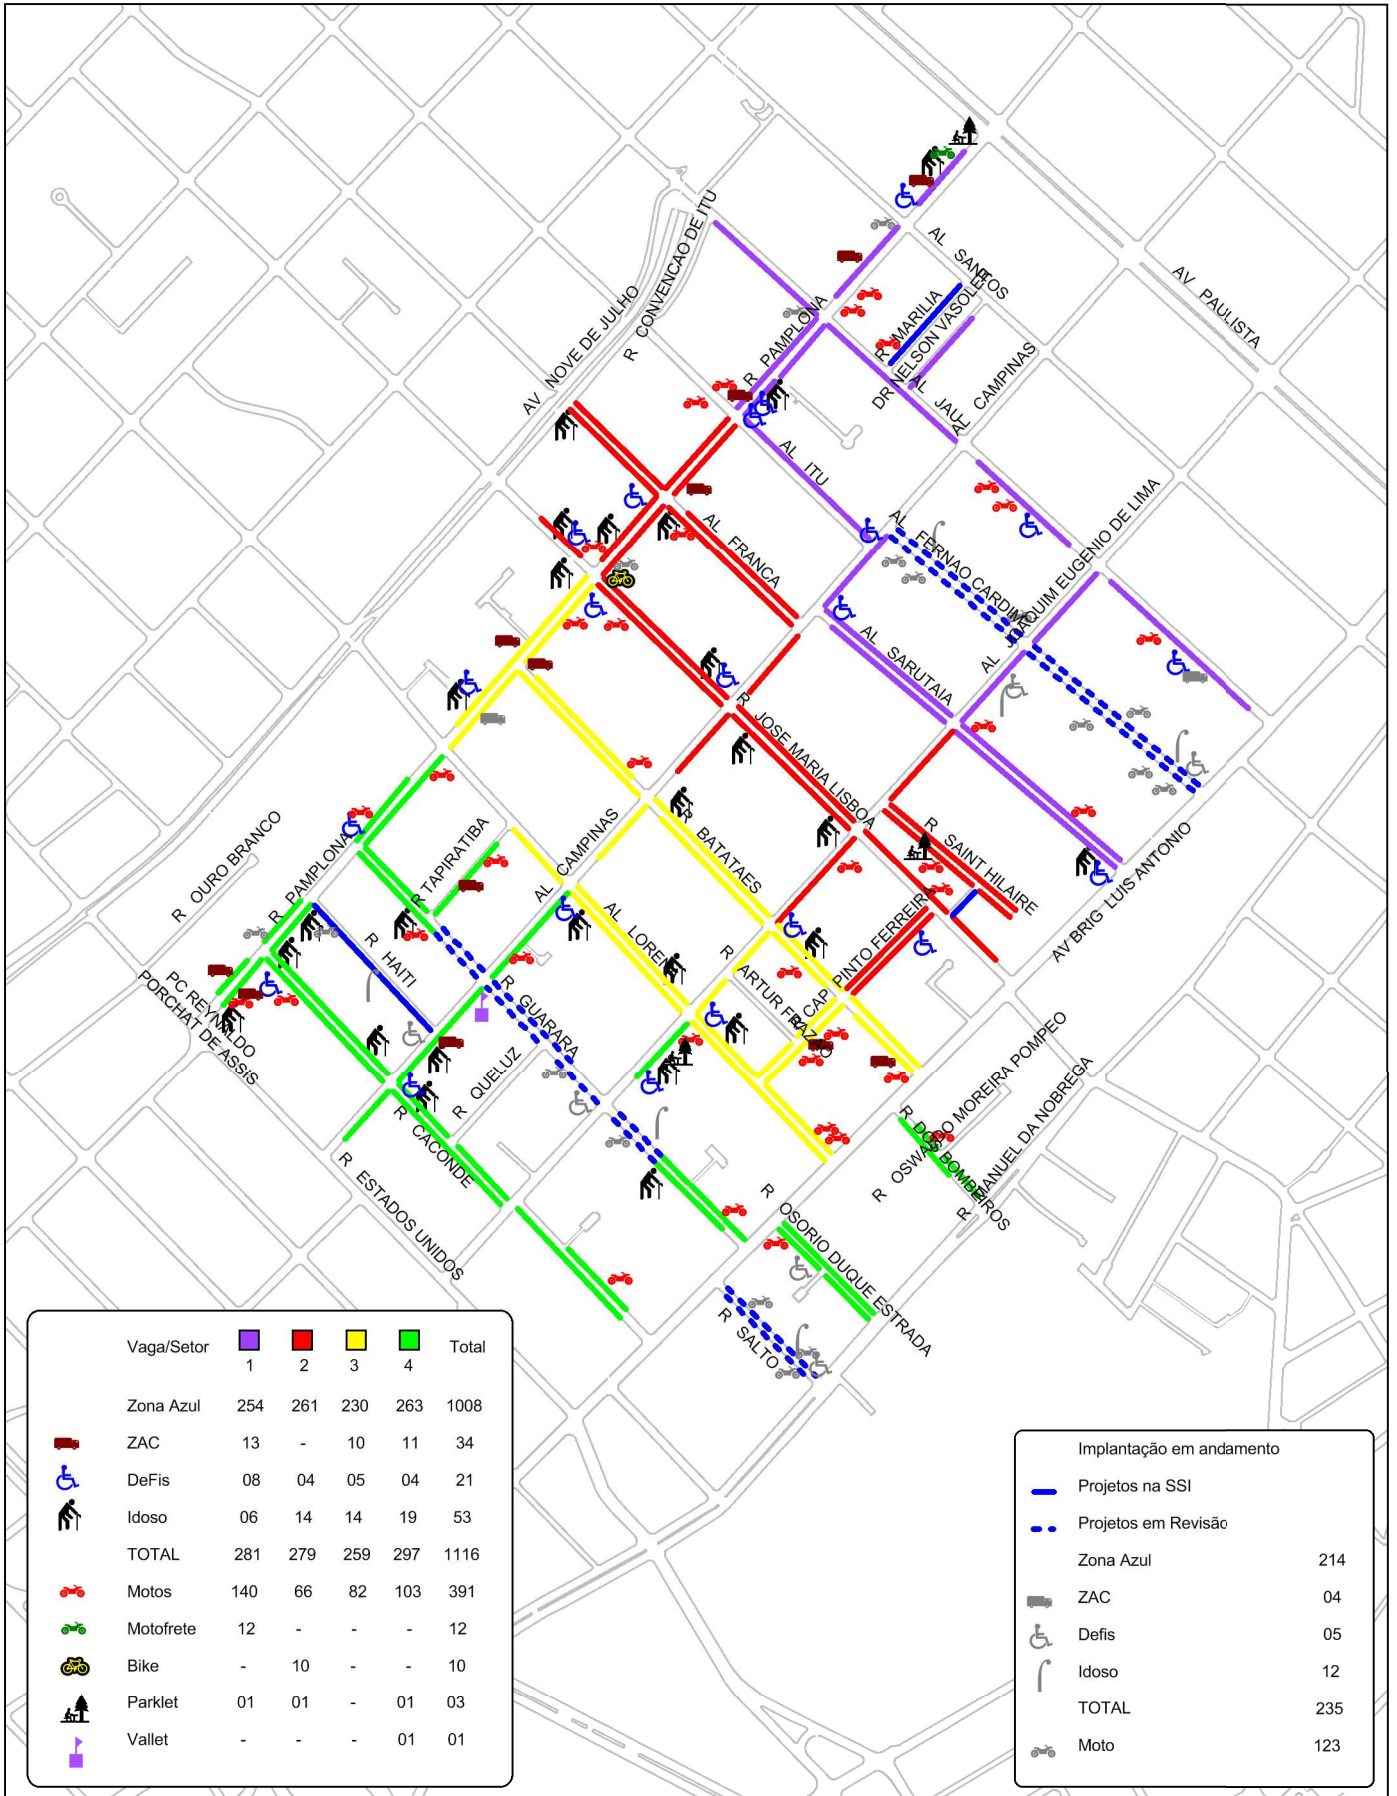 AV PAULISTA
AL SANTOS
R CONVENCAO DE ITU
AV NOVE DE JULHO
R PAMPLONA
R MARILIA
DR NELSON VASOLER
AL JAU
AL CAMPINAS
AL ITU
AL FERNAO CARDIM
AL JOAQUIM EUGENIO DE LIMA
AL FRANCA
AL SARUTAIA
R JOSE MARIA LISBOA
R SAINT HILAIRE
AV BRIG LUIS ANTONIO
R BATATAES
AL CAMPINAS
R TAPIRATIBA
R OURO BRANCO
R PAMPLONA
R HAITI
AL LORENA
R ARTUR FRAZAO
R CAP PINTO FERREIRA
PC REYNALDO
PORCHAT DE ASSIS
R GUARARA
R QUELUZ
R CACONDE
R ESTADOS UNIDOS
R OSWALDO MOREIRA POMPEO
R MANUEL DA NOBREGA
R DOS BOMBEIROS
R OSORIO DUQUE ESTRADA
R SALTO
Vaga/Setor 1 2 3 4 Total
Zona Azul 254 261 230 263 1008
ZAC 13 - 10 11 34
DeFis 08 04 05 04 21
Idoso 06 14 14 19 53
TOTAL 281 279 259 297 1116
Motos 140 66 82 103 391
Motofrete 12 - - - 12
Bike - 10 - - 10
Parklet 01 01 - 01 03
Vallet - - - 01 01
Implantação em andamento
Projetos na SSI
Projetos em Revisão
Zona Azul 214
ZAC 04
Defis 05
Idoso 12
TOTAL 235
Moto 123